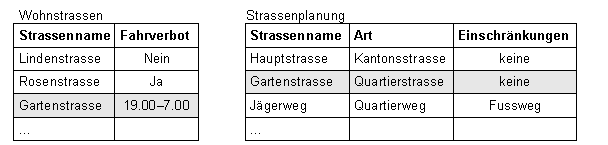 Wohnstrassen
Strassenname Fahrverbot
Lindenstrasse Nein
Rosenstrasse Ja
Gartenstrasse 19.00–7.00
...
Strassenplanung
Strassenname Art Einschränkungen
Hauptstrasse Kantonsstrasse keine
Gartenstrasse Quartierstrasse keine
Jägerweg Quartierweg Fussweg
...